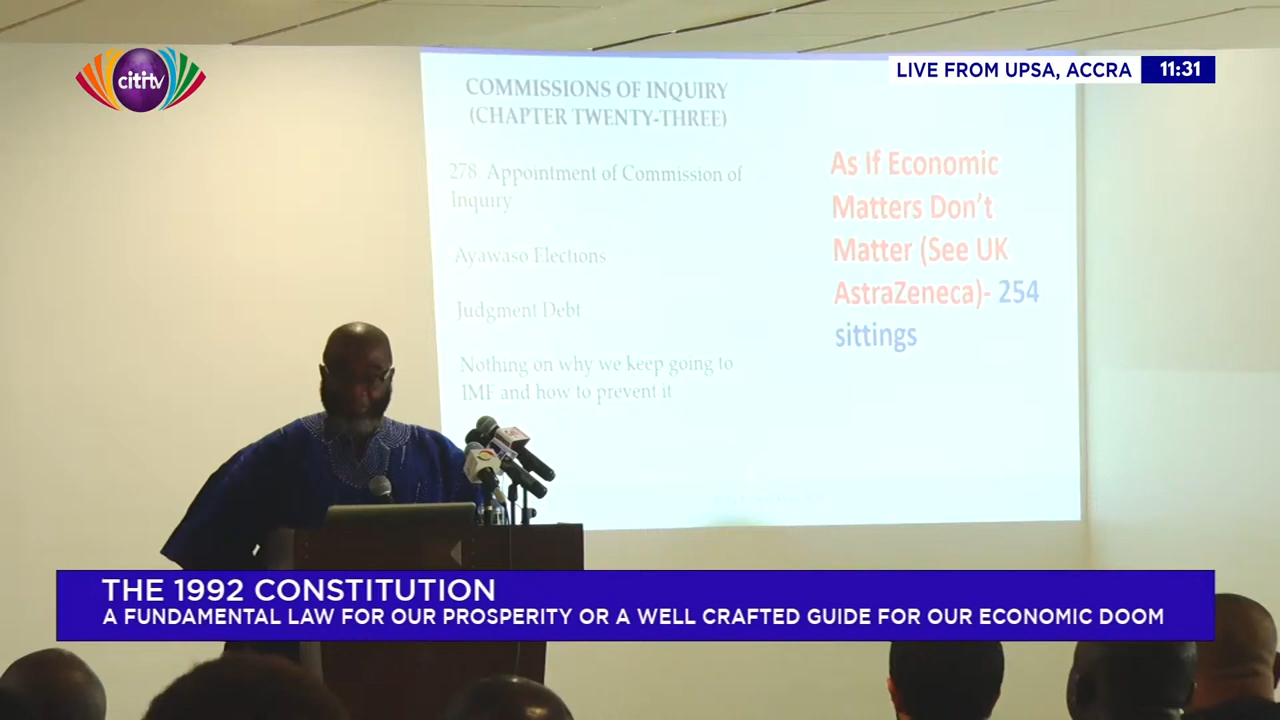 citi tv
LIVE FROM UPSA, ACCRA 11:31
COMMISSIONS OF INQUIRY
(CHAPTER TWENTY-THREE)
278. Appointment of Commission of
Inquiry
Ayawaso Elections
Judgment Debt
Nothing on why we keep going to
IMF and how to prevent it
As If Economic
Matters Don't
Matter (See UK
AstraZeneca)- 254
sittings
THE 1992 CONSTITUTION
A FUNDAMENTAL LAW FOR OUR PROSPERITY OR A WELL CRAFTED GUIDE FOR OUR ECONOMIC DOOM